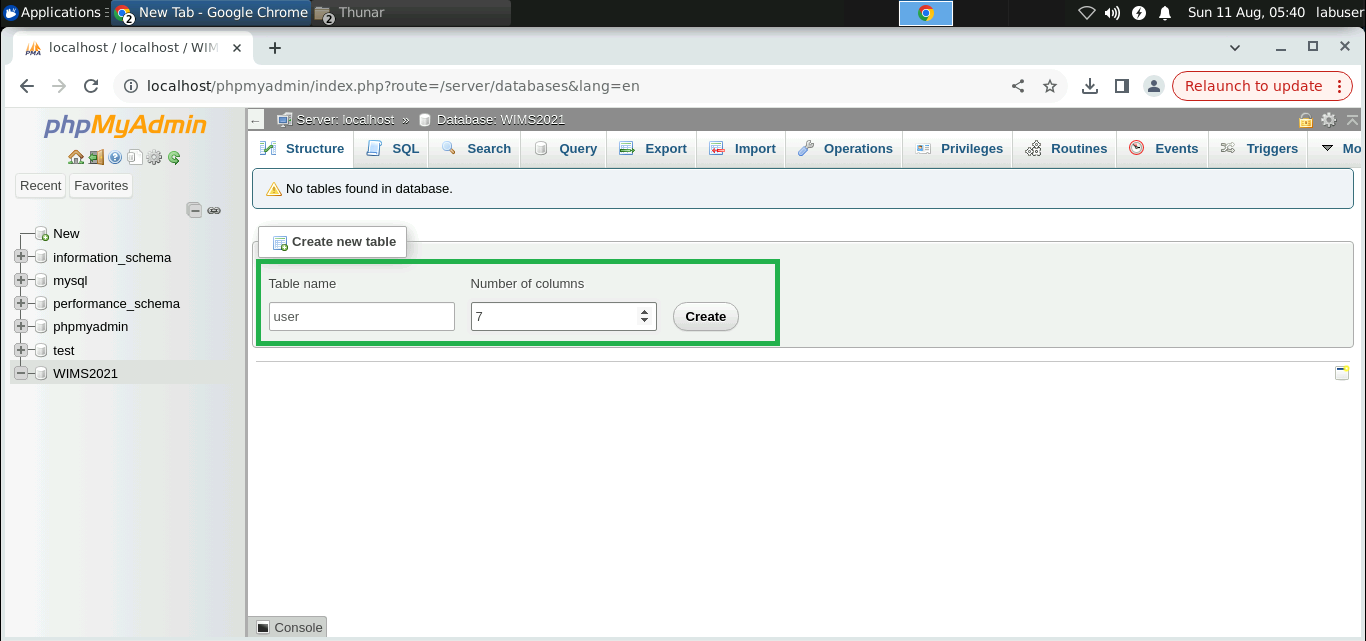 Applications
2 New Tab - Google Chrome
2 Thunar
Sun 11 Aug, 05:40 labuser
localhost / localhost / WIM
localhost/phpmyadmin/index.php?route=/server/databases&lang=en
Relaunch to update
phpMyAdmin
Recent Favorites
New
information_schema
mysql
performance_schema
phpmyadmin
test
WIMS2021
Server: localhost » Database: WIMS2021
Structure SQL Search Query Export Import Operations Privileges Routines Events Triggers Mo
No tables found in database.
Create new table
Table name Number of columns
user 7 Create
Console